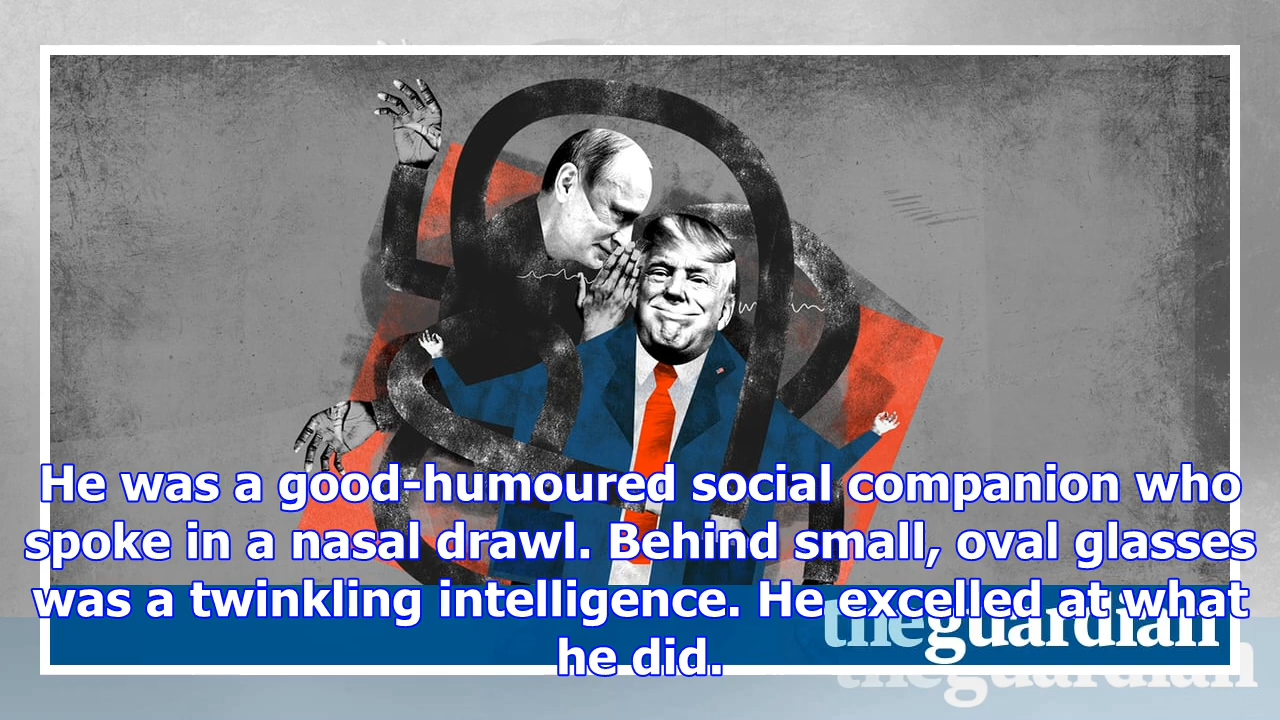 He was a good-humoured social companion who
spoke in a nasal drawl. Behind small, oval glasses
was a twinkling intelligence. He excelled at what
he did.
theguardian
theguardian